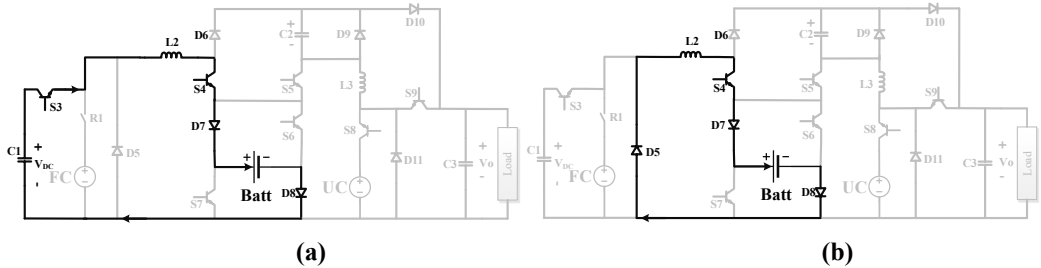 D10
D6
+
C2
-
D9
L2
L3
S3
S4
S5
S9
R1
D7
S6
S8
C1
+
V_DC
-
D5
+ −
D11
C3
+
Vo
-
Load
FC
+
−
Batt
D8
UC
+
−
S7
(a)
D10
D6
+
C2
-
D9
L2
L3
S3
S4
S5
S9
R1
D7
S6
S8
C1
+
V_DC
-
D5
+ −
D11
C3
+
Vo
-
Load
FC
+
−
Batt
D8
UC
+
−
S7
(b)